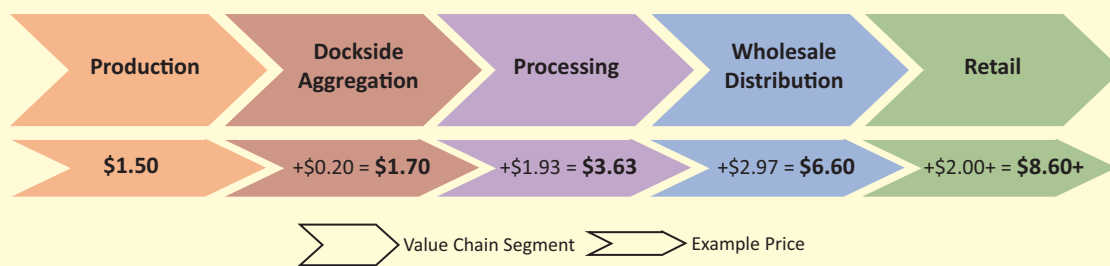 Production
Dockside
Aggregation
Processing
Wholesale
Distribution
Retail
$1.50
+$0.20 = $1.70
+$1.93 = $3.63
+$2.97 = $6.60
+$2.00+ = $8.60+
Value Chain Segment
Example Price